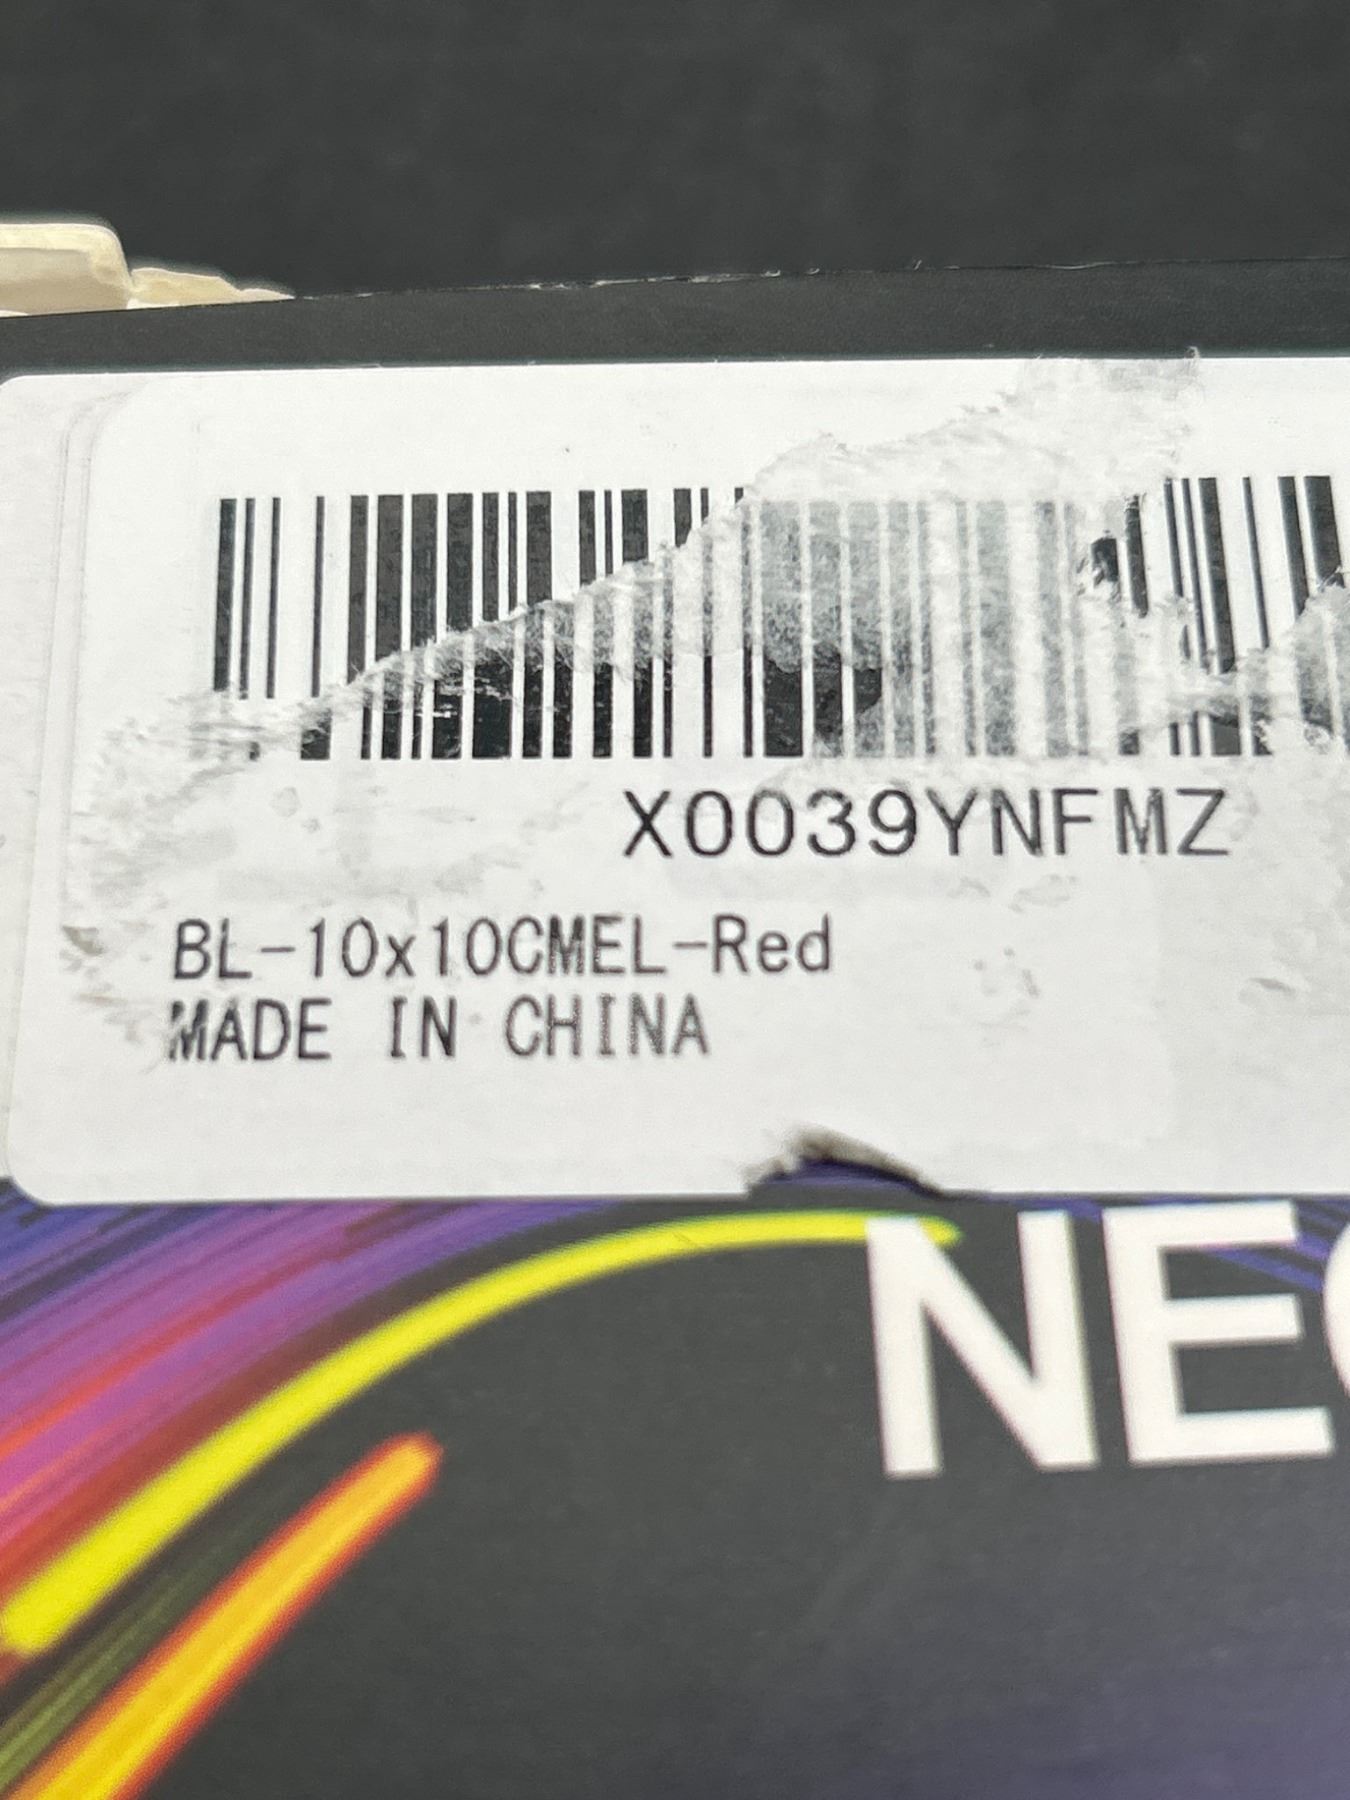 X0039YNFMZ
BL-10x10CMEL-Red
MADE IN CHINA
NE